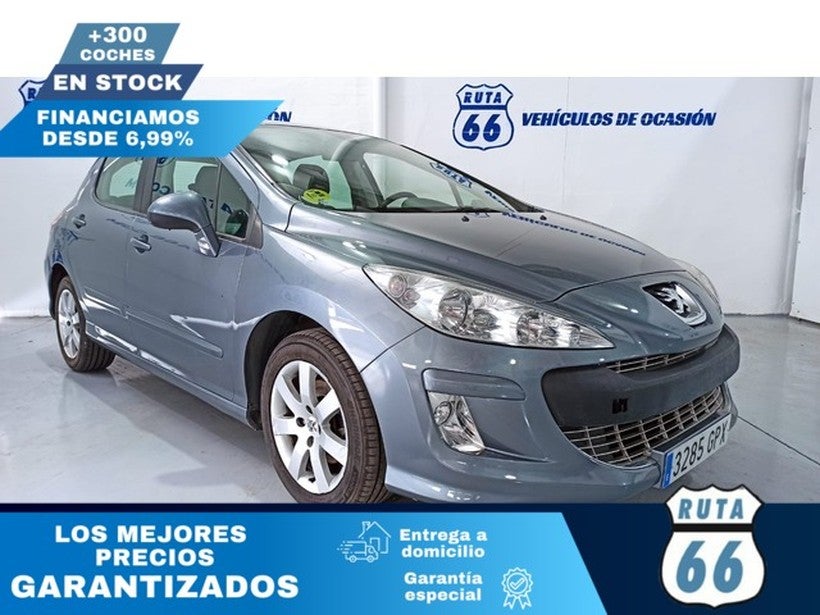 +300
COCHES
EN STOCK
FINANCIAMOS
DESDE 6,99%
RUTA
66
VEHÍCULOS DE OCASIÓN
3285 GPX
LOS MEJORES
PRECIOS
GARANTIZADOS
Entrega a
domicilio
Garantía
especial
RUTA
66